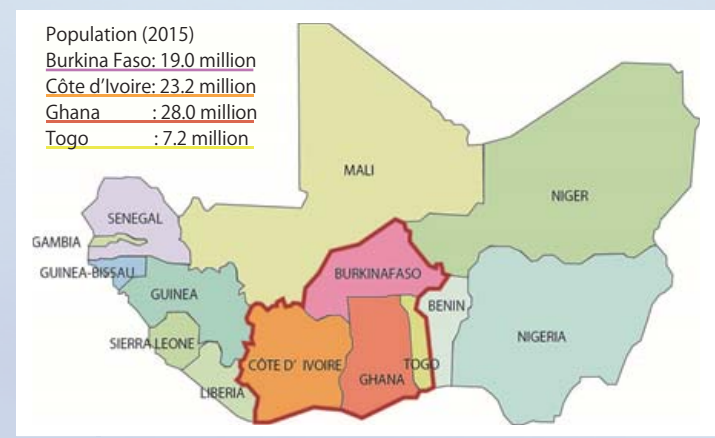 Population (2015)
Burkina Faso: 19.0 million
Côte d'Ivoire: 23.2 million
Ghana : 28.0 million
Togo : 7.2 million
MALI
NIGER
SENEGAL
GAMBIA
GUINEA-BISSAU
BURKINAFASO
GUINEA
BENIN
NIGERIA
SIERRA LEONE
CÔTE D' IVOIRE
TOGO
GHANA
LIBERIA